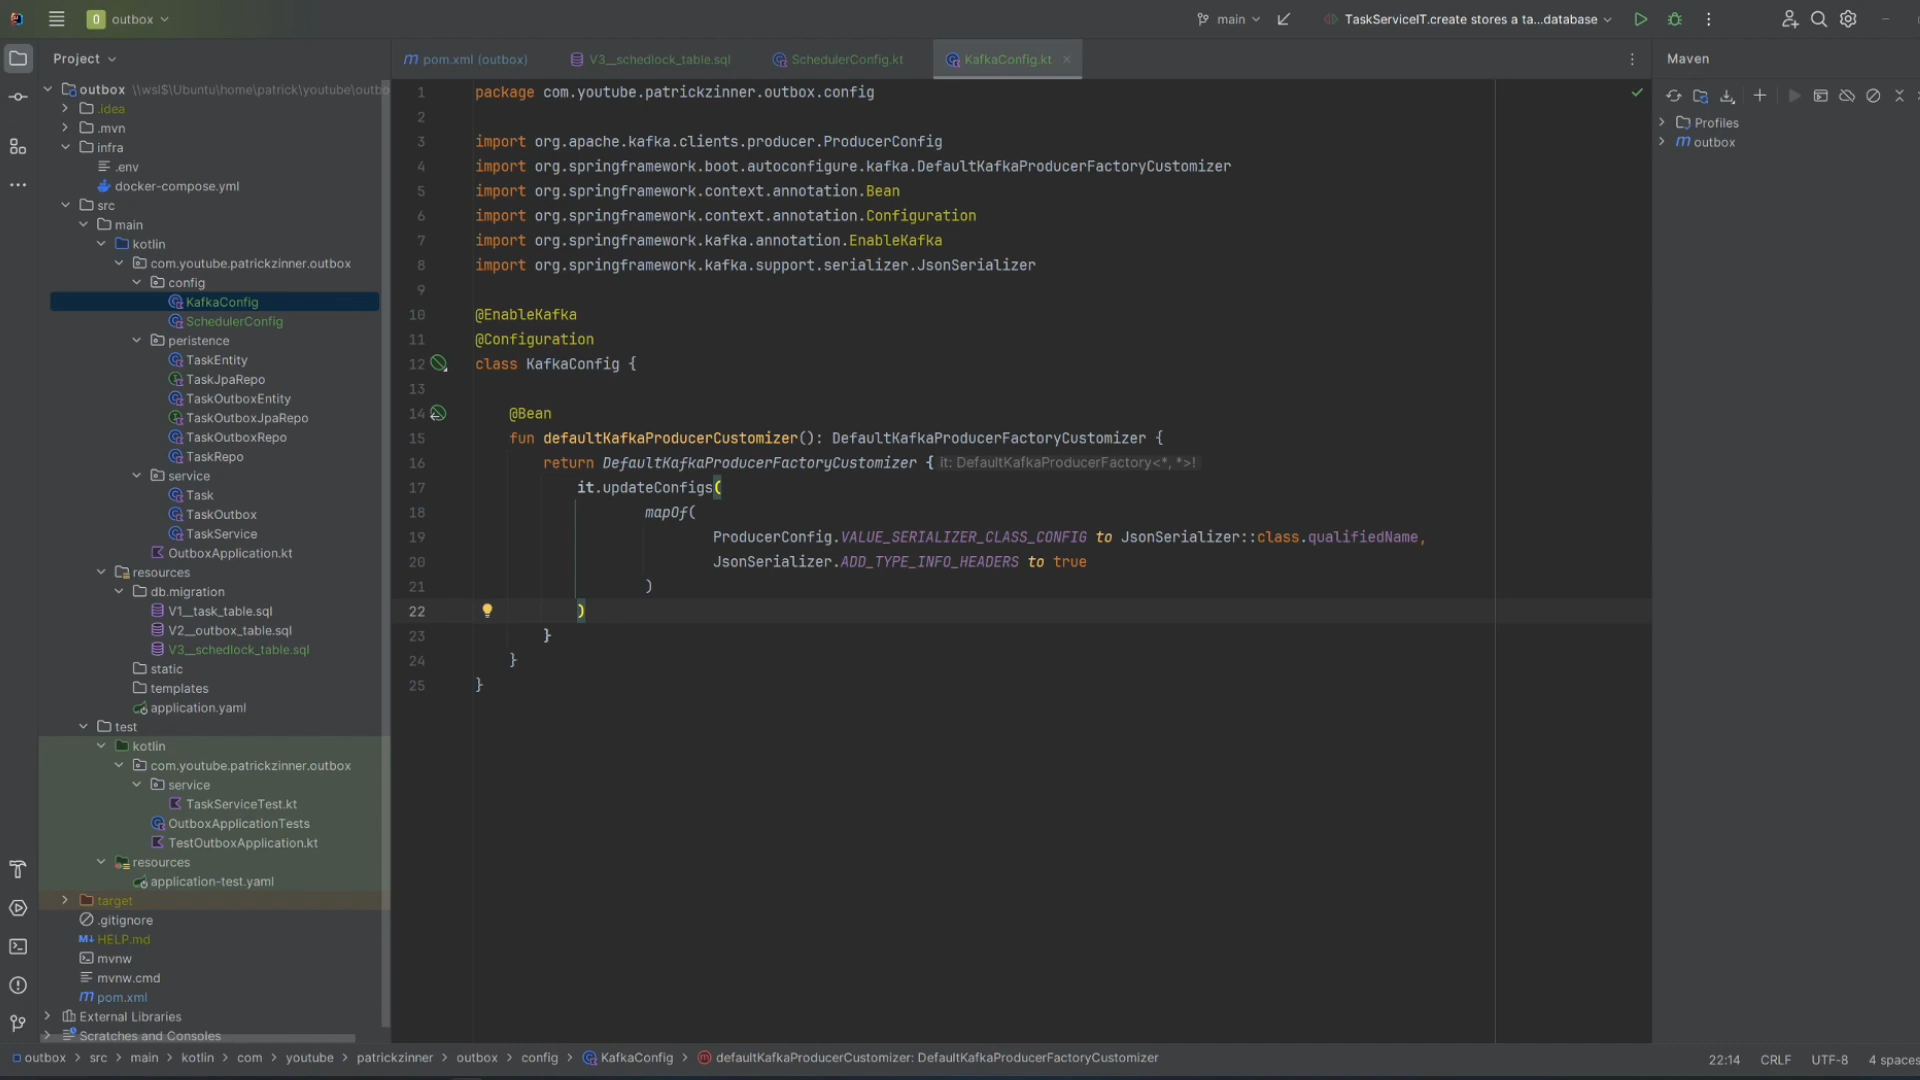 O outbox
main
TaskServiceIT.create stores a ta...database
Project
pom.xml (outbox)
V3__schedlock_table.sql
SchedulerConfig.kt
KafkaConfig.kt
Maven
outbox \\wsl$\Ubuntu\home\patrick\youtube\outbo
.idea
.mvn
infra
.env
docker-compose.yml
src
main
kotlin
com.youtube.patrickzinner.outbox
config
KafkaConfig
SchedulerConfig
peristence
TaskEntity
TaskJpaRepo
TaskOutboxEntity
TaskOutboxJpaRepo
TaskOutboxRepo
TaskRepo
service
Task
TaskOutbox
TaskService
OutboxApplication.kt
resources
db.migration
V1__task_table.sql
V2__outbox_table.sql
V3__schedlock_table.sql
static
templates
application.yaml
test
kotlin
com.youtube.patrickzinner.outbox
service
TaskServiceTest.kt
OutboxApplicationTests
TestOutboxApplication.kt
resources
application-test.yaml
target
.gitignore
M↓ HELP.md
mvnw
mvnw.cmd
pom.xml
External Libraries
Scratches and Consoles
1 package com.youtube.patrickzinner.outbox.config
2
3 import org.apache.kafka.clients.producer.ProducerConfig
4 import org.springframework.boot.autoconfigure.kafka.DefaultKafkaProducerFactoryCustomizer
5 import org.springframework.context.annotation.Bean
6 import org.springframework.context.annotation.Configuration
7 import org.springframework.kafka.annotation.EnableKafka
8 import org.springframework.kafka.support.serializer.JsonSerializer
9
10 @EnableKafka
11 @Configuration
12 class KafkaConfig {
13
14 @Bean
15 fun defaultKafkaProducerCustomizer(): DefaultKafkaProducerFactoryCustomizer {
16 return DefaultKafkaProducerFactoryCustomizer { it: DefaultKafkaProducerFactory<*, *>!
17 it.updateConfigs(
18 mapOf(
19 ProducerConfig.VALUE_SERIALIZER_CLASS_CONFIG to JsonSerializer::class.qualifiedName,
20 JsonSerializer.ADD_TYPE_INFO_HEADERS to true
21 )
22 )
23 }
24 }
25 }
Profiles
outbox
outbox > src > main > kotlin > com > youtube > patrickzinner > outbox > config > KafkaConfig > defaultKafkaProducerCustomizer: DefaultKafkaProducerFactoryCustomizer
22:14 CRLF UTF-8 4 spaces